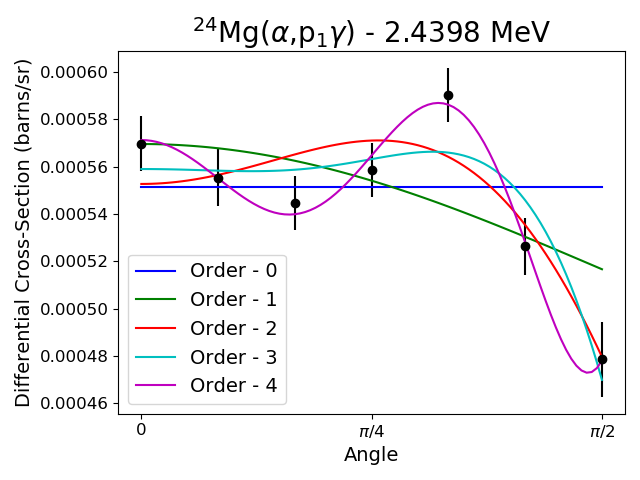 ²⁴Mg(α,p₁γ) - 2.4398 MeV
Differential Cross-Section (barns/sr)
0.00060
0.00058
0.00056
0.00054
0.00052
0.00050
0.00048
0.00046
Order - 0
Order - 1
Order - 2
Order - 3
Order - 4
0 π/4 π/2
Angle